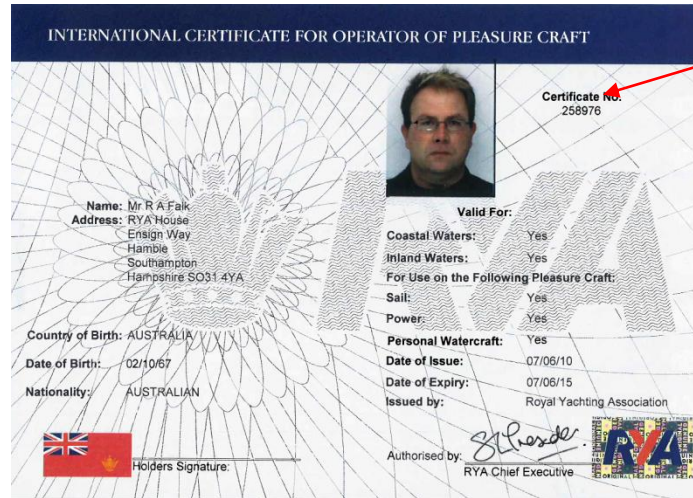 INTERNATIONAL CERTIFICATE FOR OPERATOR OF PLEASURE CRAFT
Certificate No:
258976
Name: Mr R A Falk
Address: RYA House
Ensign Way
Hamble
Southampton
Hampshire SO31 4YA
Country of Birth: AUSTRALIA
Date of Birth: 02/10/67
Nationality: AUSTRALIAN
Holders Signature:
Valid For:
Coastal Waters: Yes
Inland Waters: Yes
For Use on the Following Pleasure Craft:
Sail: Yes
Power: Yes
Personal Watercraft: Yes
Date of Issue: 07/06/10
Date of Expiry: 07/06/15
Issued by: Royal Yachting Association
Authorised by:
RYA Chief Executive
RYA
RYA